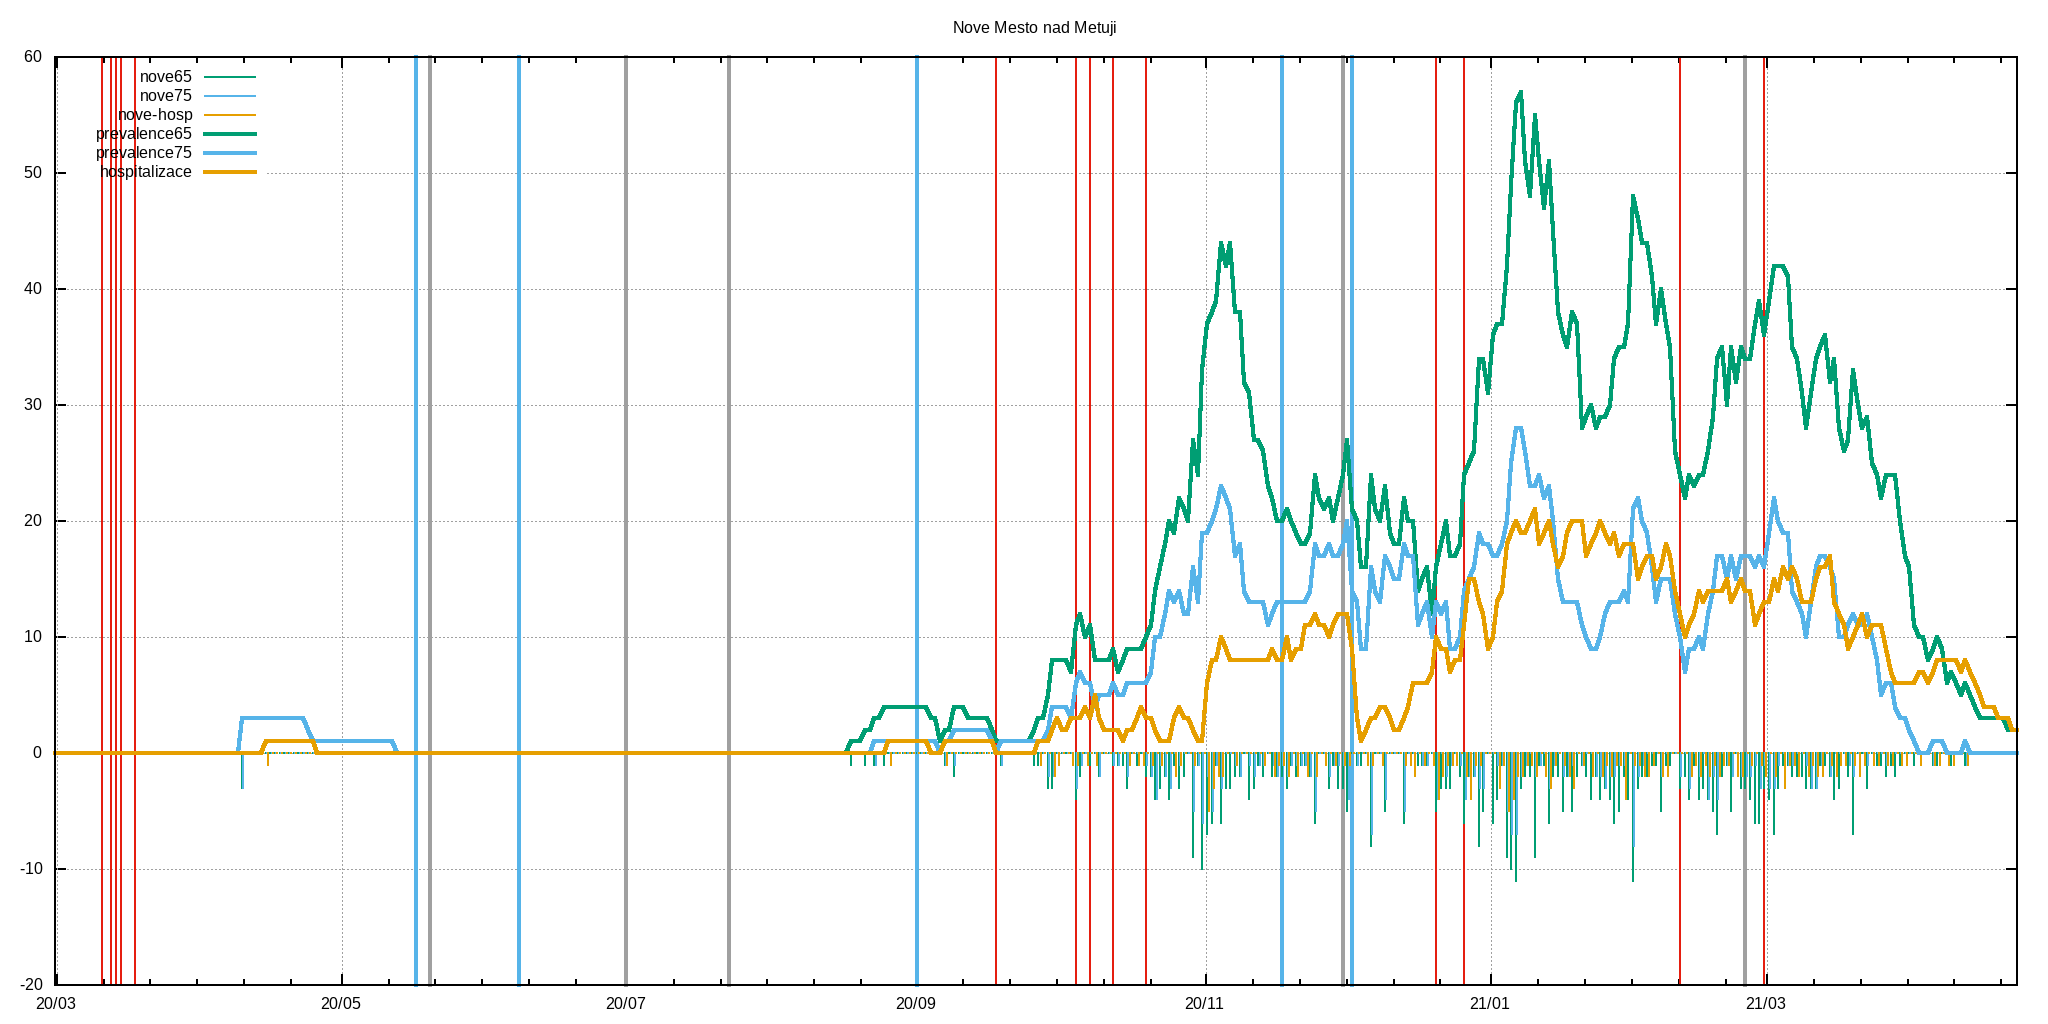 Nove Mesto nad Metuji
60
50
40
30
20
10
0
-10
-20
nove65
nove75
nove-hosp
prevalence65
prevalence75
hospitalizace
20/03 20/05 20/07 20/09 20/11 21/01 21/03